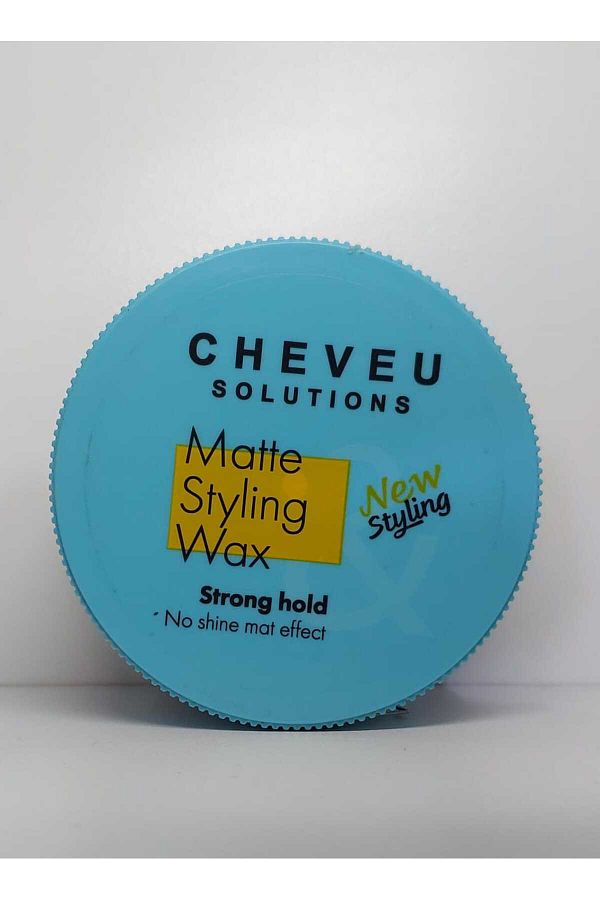 CHEVEU
SOLUTIONS
Matte
Styling
Wax
New
Styling
Strong hold
No shine mat effect